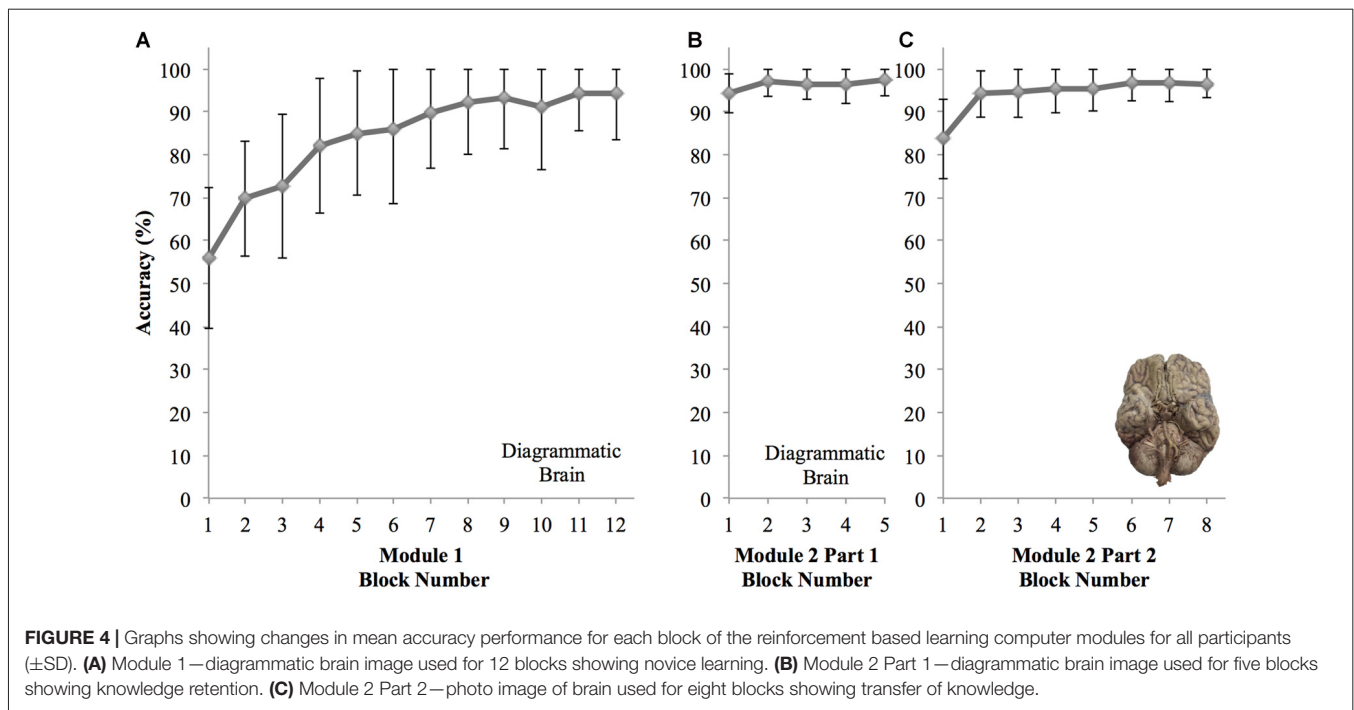 A
B
C
Accuracy (%)
100
90
80
70
60
50
40
30
20
10
0
Diagrammatic
Brain
1 2 3 4 5 6 7 8 9 10 11 12
Module 1
Block Number
100
90
80
70
60
50
40
30
20
10
0
Diagrammatic
Brain
1 2 3 4 5
Module 2 Part 1
Block Number
100
90
80
70
60
50
40
30
20
10
0
1 2 3 4 5 6 7 8
Module 2 Part 2
Block Number
FIGURE 4 | Graphs showing changes in mean accuracy performance for each block of the reinforcement based learning computer modules for all participants
(±SD). (A) Module 1—diagrammatic brain image used for 12 blocks showing novice learning. (B) Module 2 Part 1—diagrammatic brain image used for five blocks
showing knowledge retention. (C) Module 2 Part 2—photo image of brain used for eight blocks showing transfer of knowledge.